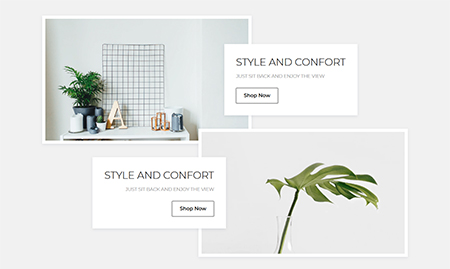 STYLE AND CONFORT
JUST SIT BACK AND ENJOY THE VIEW
Shop Now
A
STYLE AND CONFORT
JUST SIT BACK AND ENJOY THE VIEW
Shop Now